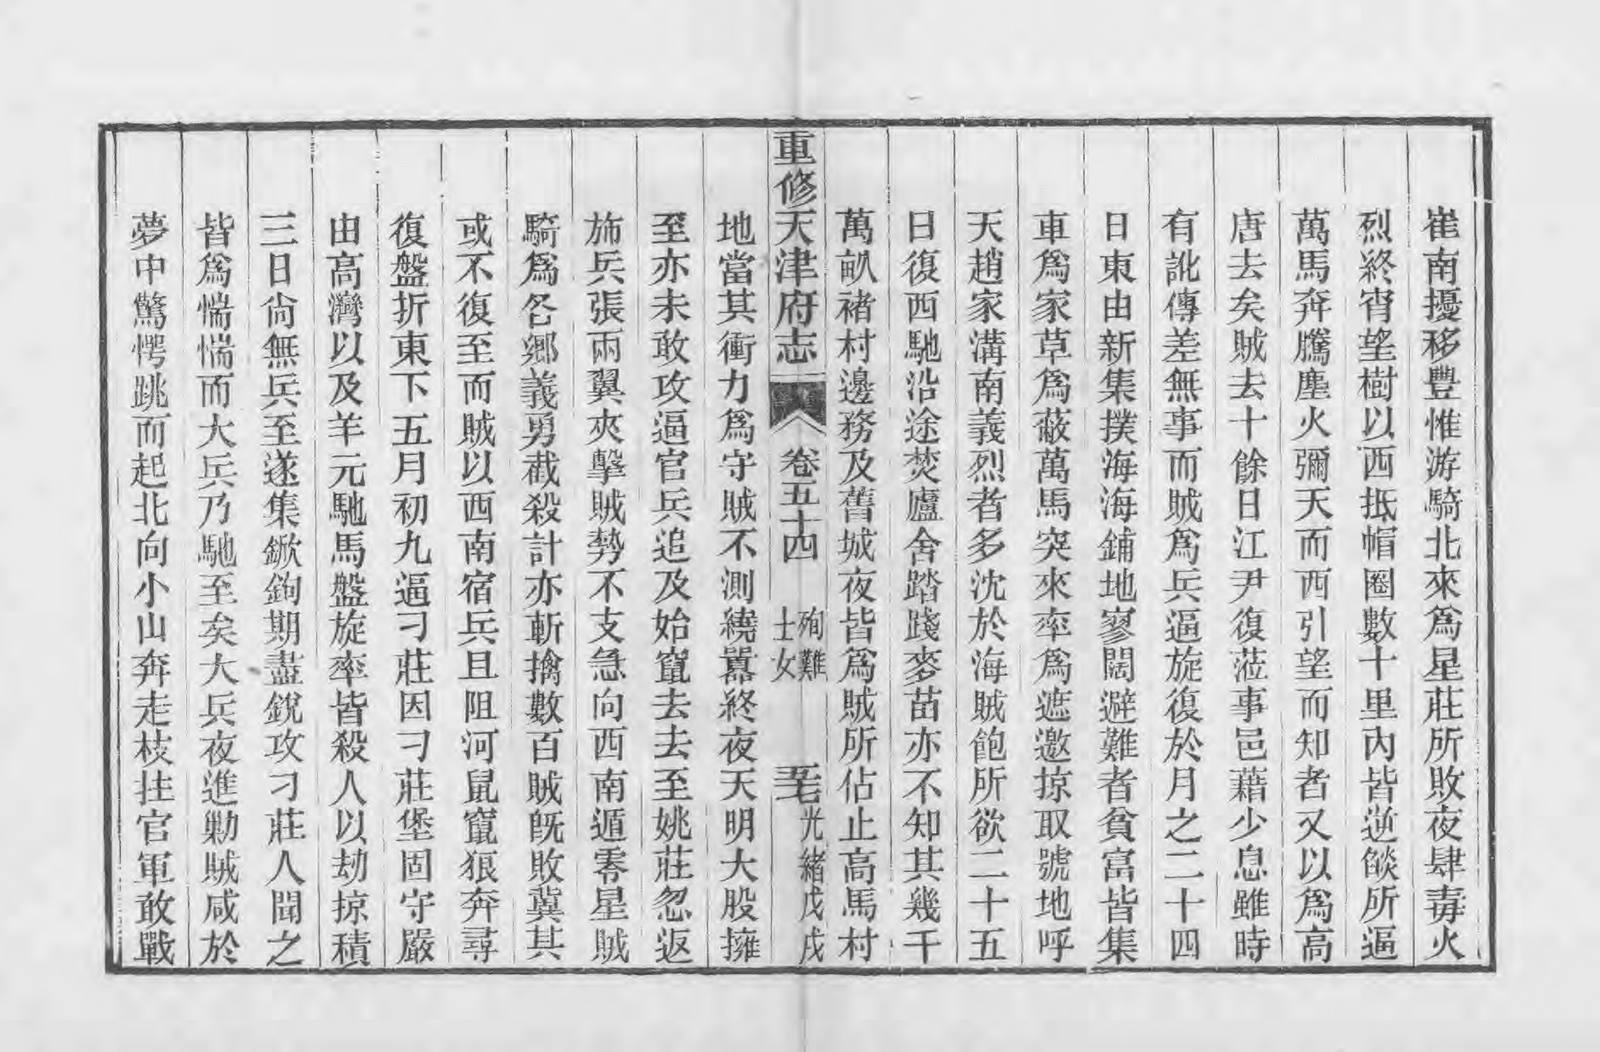 崔南擾移豐惟游騎北來爲星莊所敗夜肆毒火
烈終宵望樹以西抵帽圈數十里內皆逆燄所逼
萬馬奔騰塵火彌天而西引望而知者又以爲高
唐去矣賊去十餘日江尹復蒞事邑藉少息雖時
有訛傳差無事而賊爲兵逼旋復於月之二十四
日東由新集撲海海鋪地寥闊避難者貧富皆集
車爲家草爲蔽萬馬突來率爲遮邀掠取號地呼
天趙家溝南義烈者多沈於海賊飽所欲二十五
日復西馳沿途焚廬舍踏踐麥苗亦不知其幾千
萬畝褚村邊務及舊城夜皆爲賊所佔止高馬村
重修天津府志
卷五十四
殉難
士女
光緒戊戌
地當其衝力爲守賊不測繞嚣終夜天明大股擁
至亦未敢攻逼官兵追及始竄去去至姚莊忽返
施兵張兩翼夾擊賊勢不支急向西南遁零星賊
騎爲各鄉義勇截殺計亦斬擒數百賊旣敗冀其
或不復至而賊以西南宿兵且阻河鼠竄狼奔尋
復盤折東下五月初九逼刁莊因刁莊堡固守嚴
由高灣以及羊元馳馬盤旋率皆殺人以劫掠積
三日尙無兵至遂集鍁鉤期盡銳攻刁莊人聞之
皆爲惴惴而大兵乃馳至矣大兵夜進勦賊咸於
夢中驚愕跳而起北向小山奔走枝拄官軍敢戰